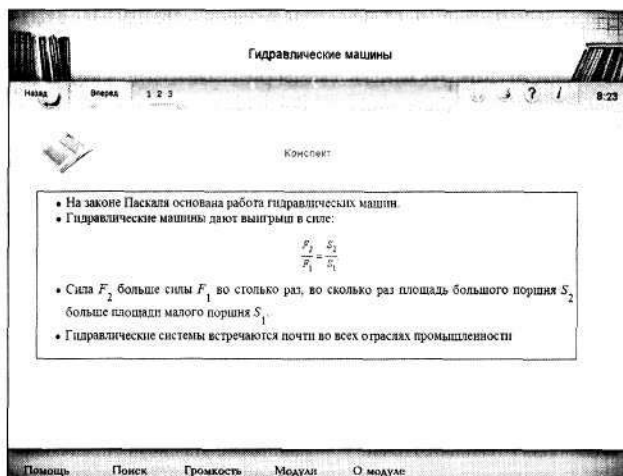 Гидравлические машины
Назад Вперед 1 2 3 ? i 8:23
Конспект
• На законе Паскаля основана работа гидравлических машин.
• Гидравлические машины дают выигрыш в силе:
F₂/F₁ = S₂/S₁
• Сила F₂ больше силы F₁ во столько раз, во сколько раз площадь большого поршня S₂
больше площади малого поршня S₁.
• Гидравлические системы встречаются почти во всех отраслях промышленности
Помощь Поиск Громкость Модули О модуле